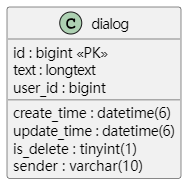 C dialog
id : bigint «PK»
text : longtext
user_id : bigint
create_time : datetime(6)
update_time : datetime(6)
is_delete : tinyint(1)
sender : varchar(10)